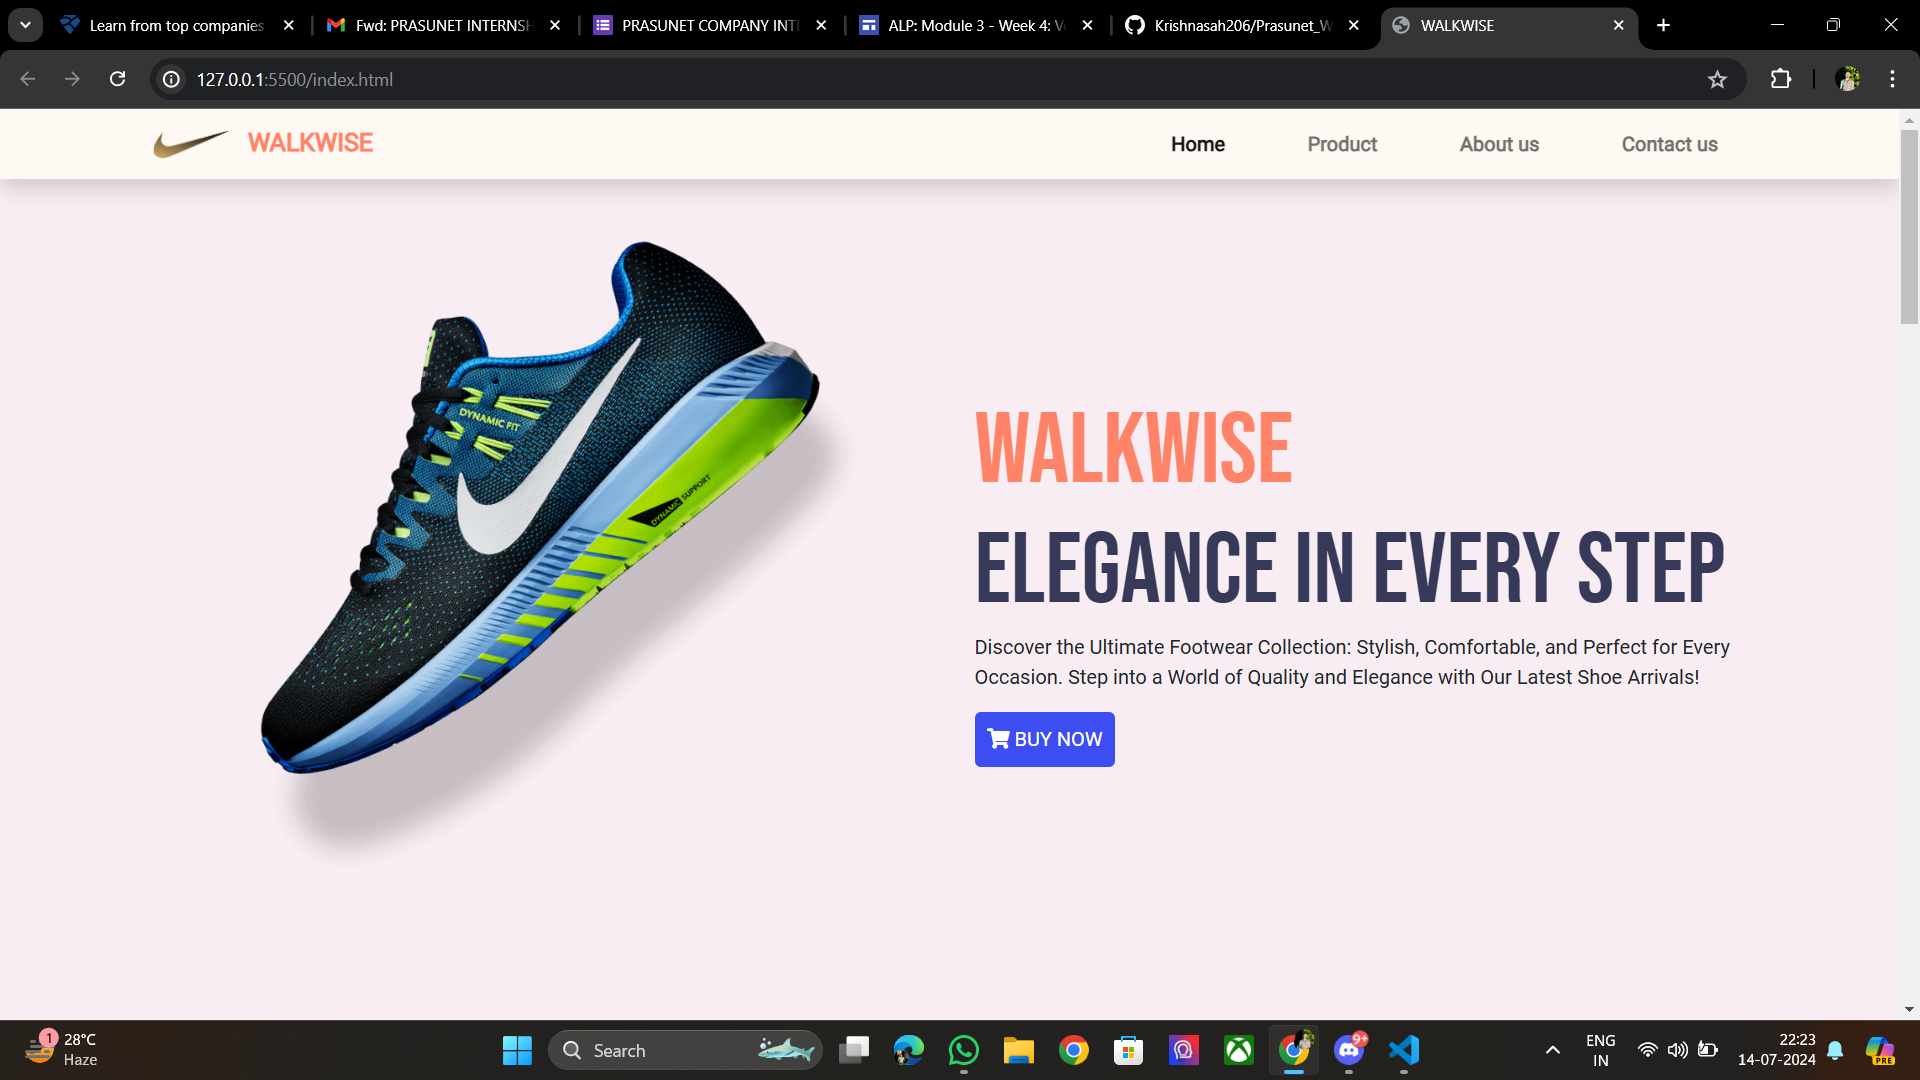 Learn from top companies
Fwd: PRASUNET INTERNSH
PRASUNET COMPANY INTE
ALP: Module 3 - Week 4: V
Krishnasah206/Prasunet_W
WALKWISE
127.0.0.1:5500/index.html
WALKWISE
Home
Product
About us
Contact us
DYNAMIC FIT
DYNAMIC SUPPORT
WALKWISE
ELEGANCE IN EVERY STEP
Discover the Ultimate Footwear Collection: Stylish, Comfortable, and Perfect for Every
Occasion. Step into a World of Quality and Elegance with Our Latest Shoe Arrivals!
BUY NOW
1
28°C
Haze
Search
9+
ENG
IN
22:23
14-07-2024
PRE